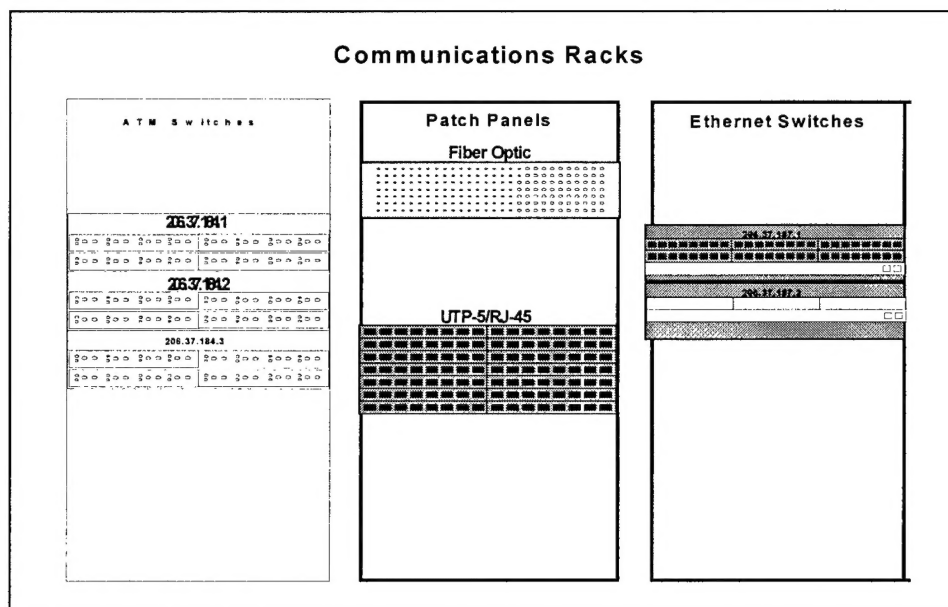 Communications Racks
ATM Switches
206.37.184.1
206.37.184.2
206.37.184.3
Patch Panels
Fiber Optic
UTP-5/RJ-45
Ethernet Switches
206.37.187.1
206.37.187.2